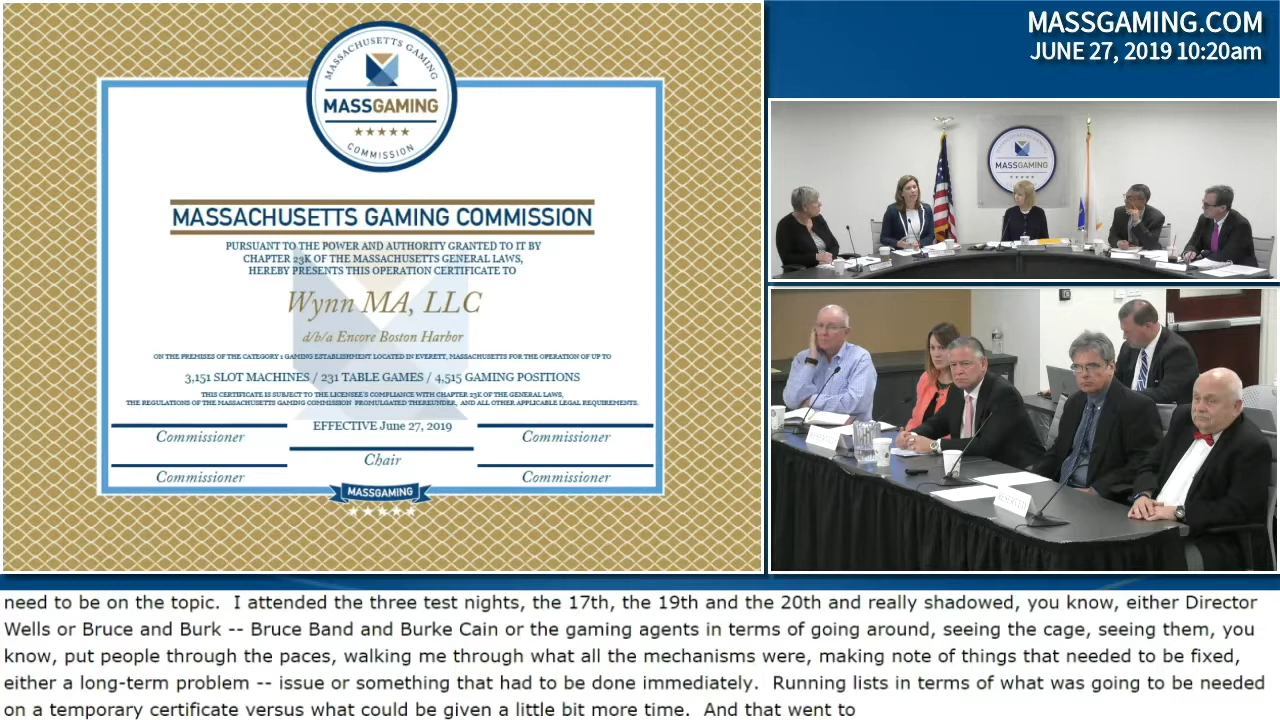 MASSACHUSETTS GAMING
MASSGAMING
COMMISSION
MASSACHUSETTS GAMING COMMISSION
PURSUANT TO THE POWER AND AUTHORITY GRANTED TO IT BY
CHAPTER 23K OF THE MASSACHUSETTS GENERAL LAWS,
HEREBY PRESENTS THIS OPERATION CERTIFICATE TO
Wynn MA, LLC
d/b/a Encore Boston Harbor
ON THE PREMISES OF THE CATEGORY 1 GAMING ESTABLISHMENT LOCATED IN EVERETT, MASSACHUSETTS FOR THE OPERATION OF UP TO
3,151 SLOT MACHINES / 231 TABLE GAMES / 4,515 GAMING POSITIONS
THIS CERTIFICATE IS SUBJECT TO THE LICENSEE'S COMPLIANCE WITH CHAPTER 23K OF THE GENERAL LAWS,
THE REGULATIONS OF THE MASSACHUSETTS GAMING COMMISSION PROMULGATED THEREUNDER, AND ALL OTHER APPLICABLE LEGAL REQUIREMENTS.
EFFECTIVE June 27, 2019
Commissioner
Commissioner
Chair
Commissioner
Commissioner
MASSGAMING
MASSGAMING.COM
JUNE 27, 2019 10:20am
MASSGAMING
RESERVED
RESERVED
need to be on the topic. I attended the three test nights, the 17th, the 19th and the 20th and really shadowed, you know, either Director
Wells or Bruce and Burk -- Bruce Band and Burke Cain or the gaming agents in terms of going around, seeing the cage, seeing them, you
know, put people through the paces, walking me through what all the mechanisms were, making note of things that needed to be fixed,
either a long-term problem -- issue or something that had to be done immediately. Running lists in terms of what was going to be needed
on a temporary certificate versus what could be given a little bit more time. And that went to